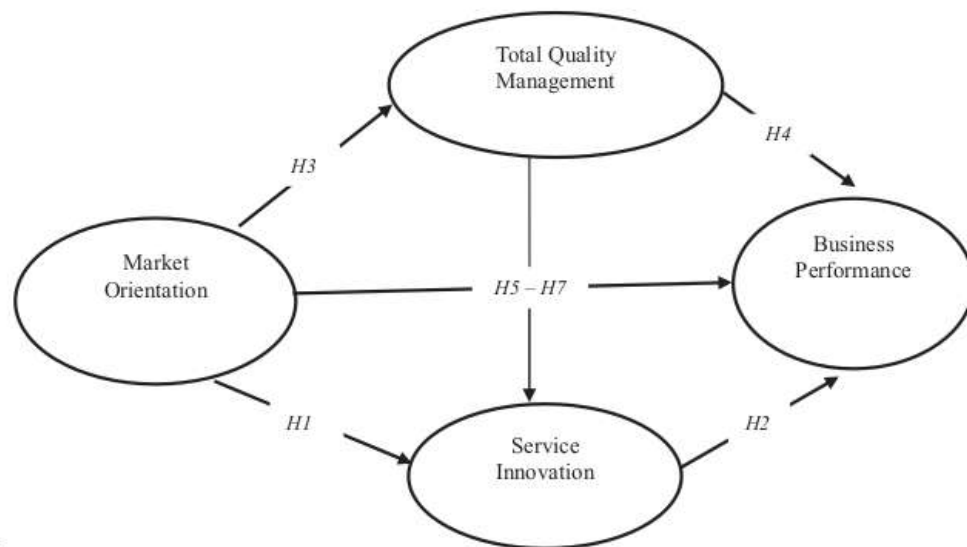 Total Quality
Management
H4
H3
Business
Performance
Market
Orientation
H5 – H7
H1
H2
Service
Innovation